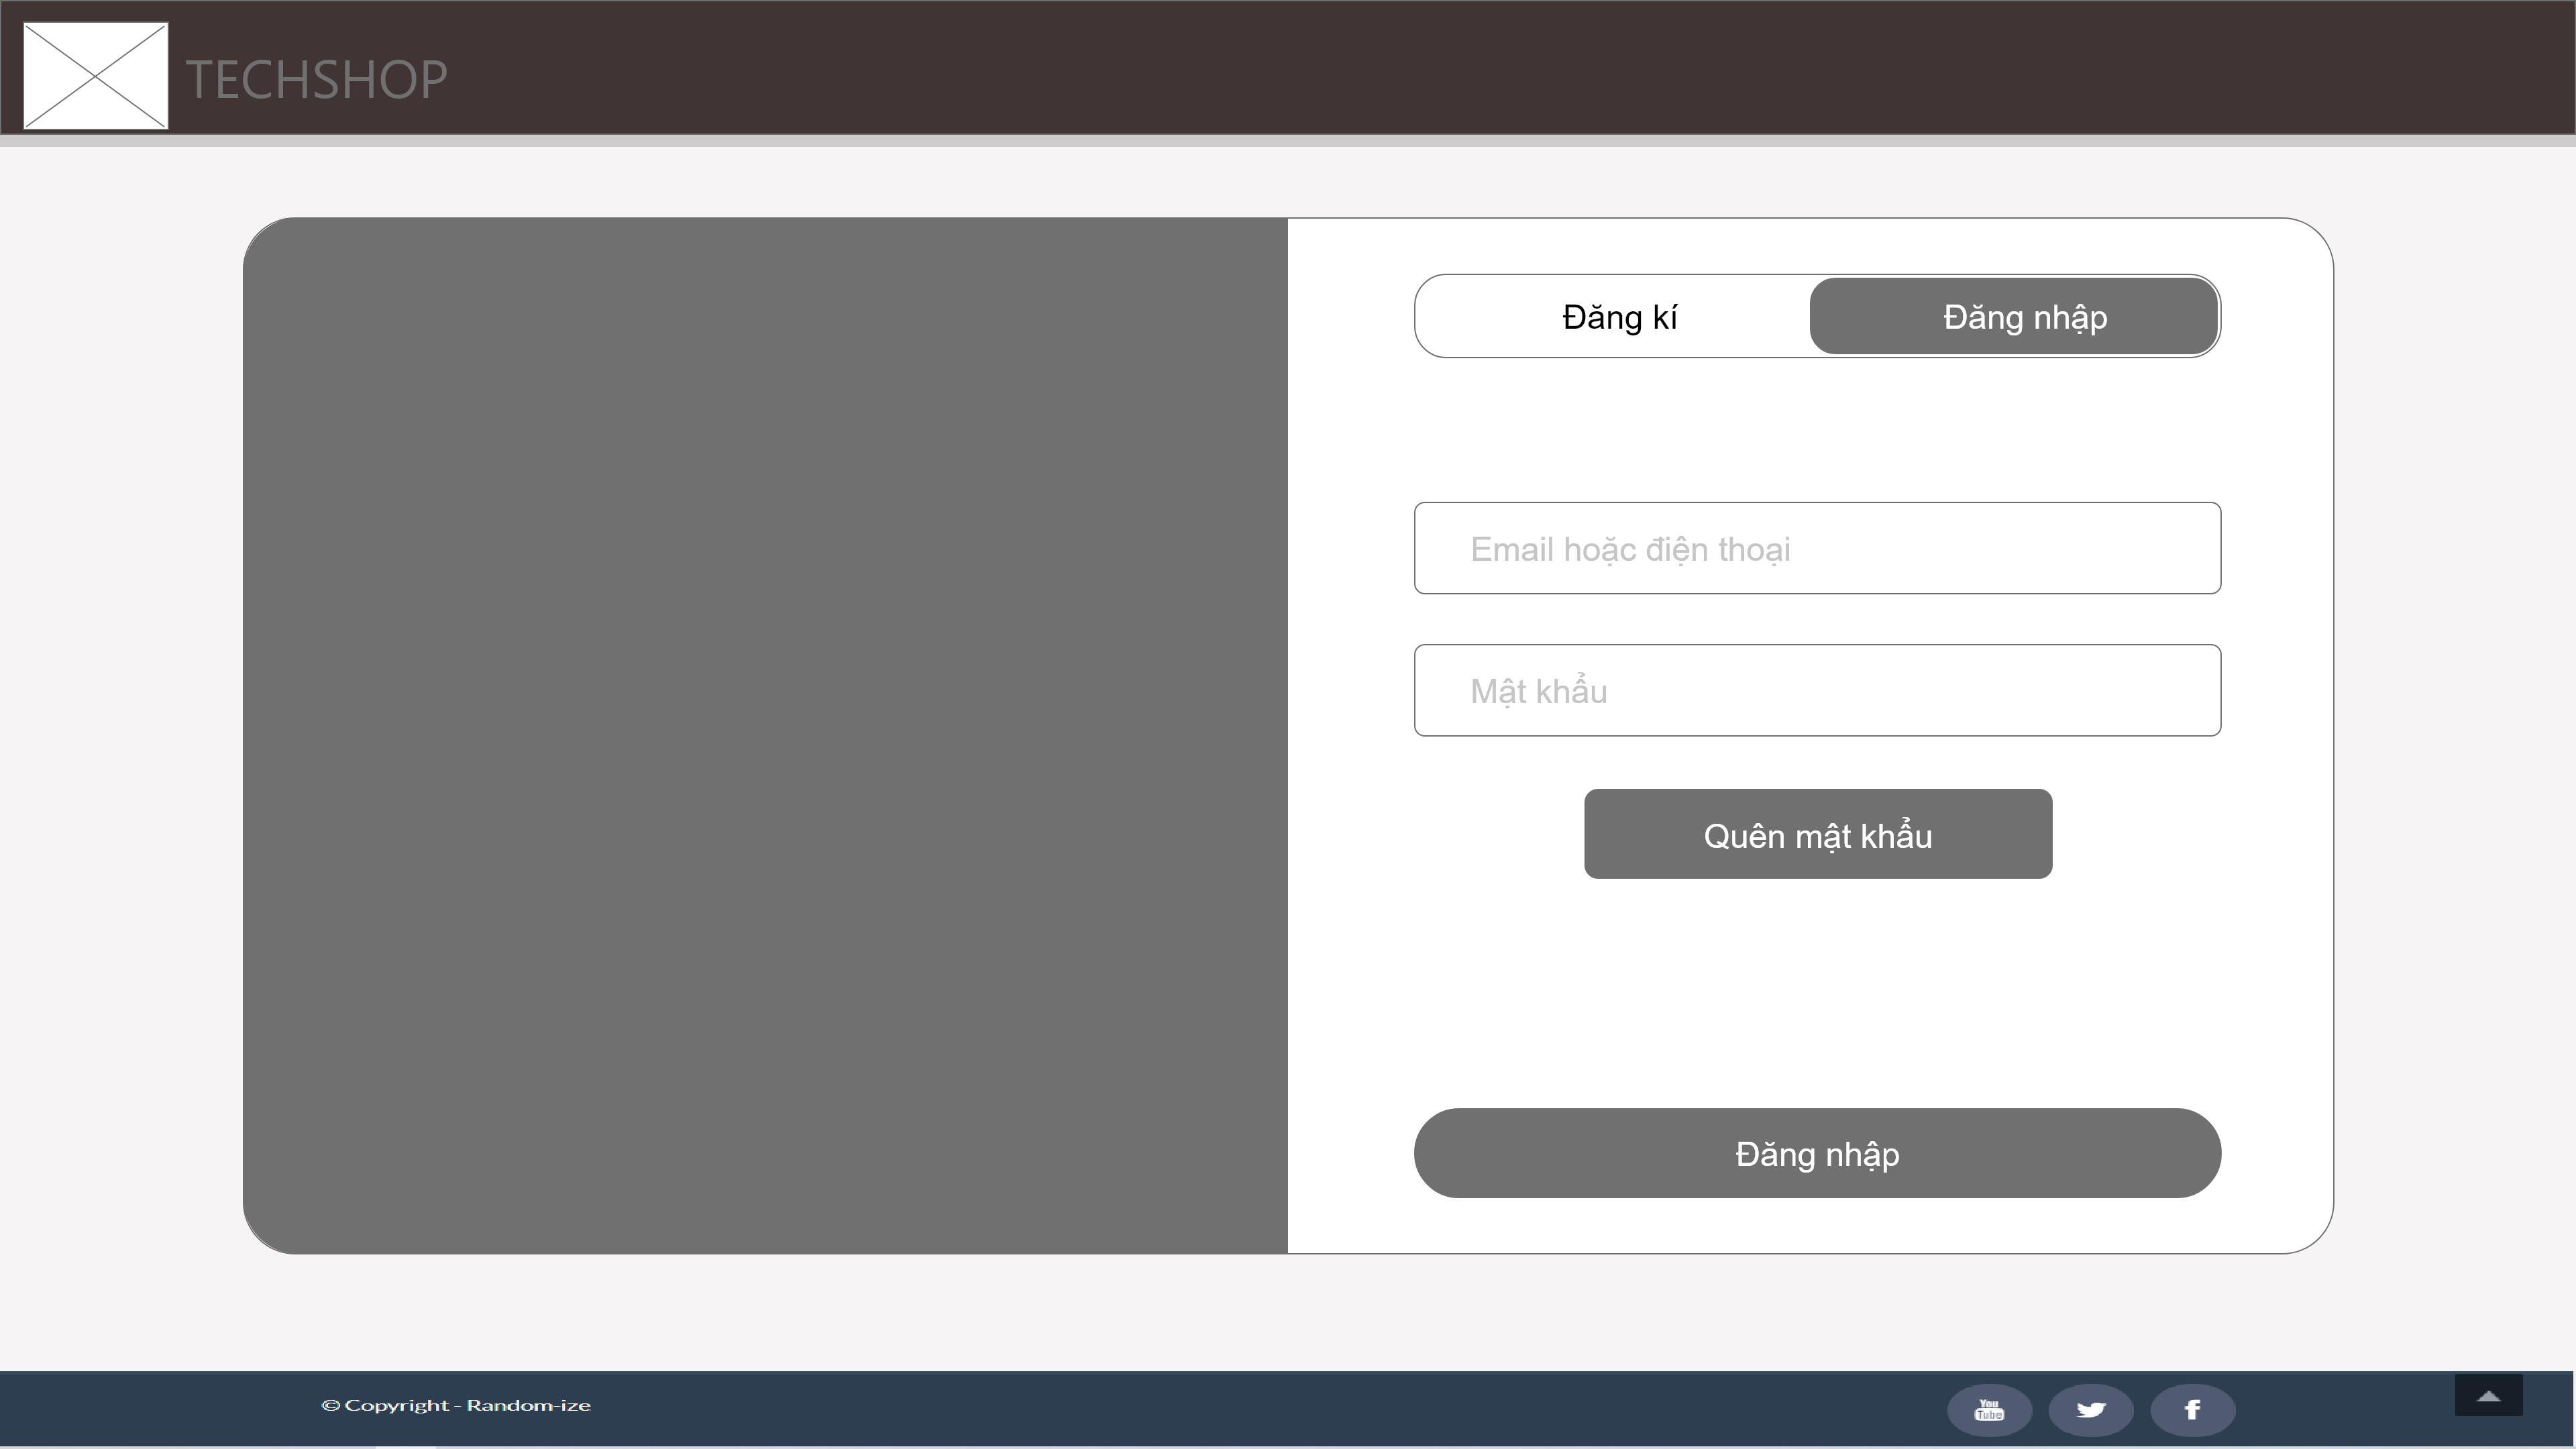 TECHSHOP
Đăng kí
Đăng nhập
Email hoặc điện thoại
Mật khẩu
Quên mật khẩu
Đăng nhập
© Copyright - Random-ize
You
Tube
f